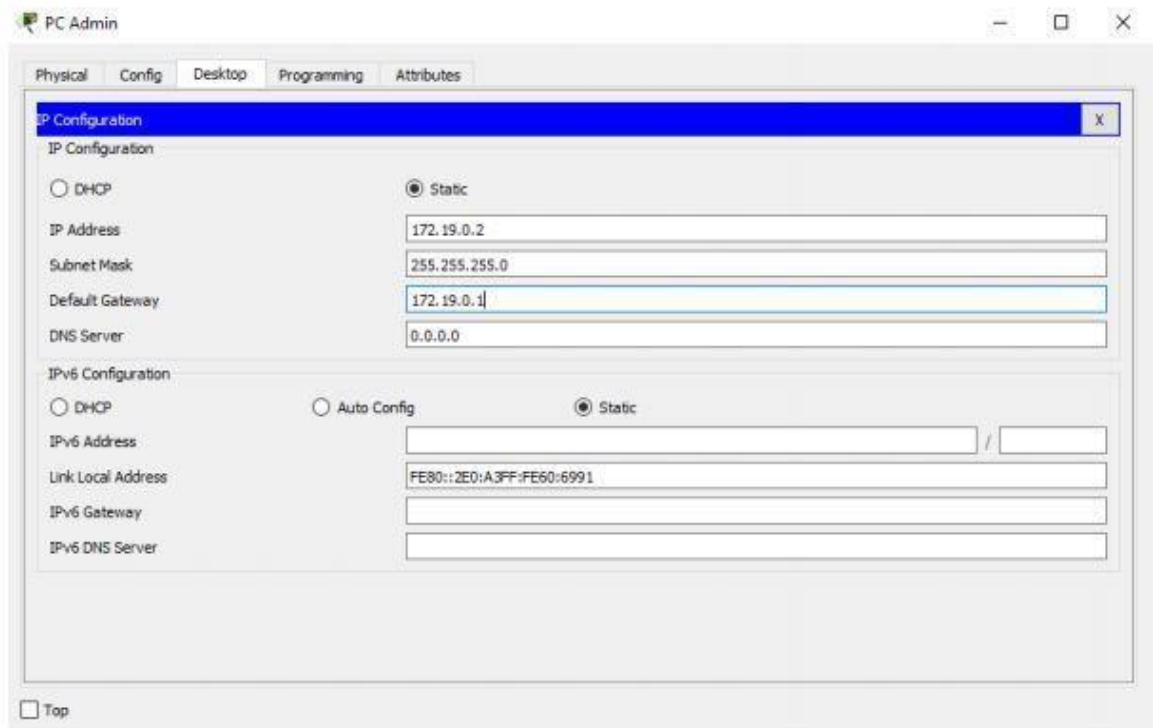 PC Admin
Physical Config Desktop Programming Attributes
IP Configuration X
IP Configuration
DHCP Static
IP Address 172.19.0.2
Subnet Mask 255.255.255.0
Default Gateway 172.19.0.1
DNS Server 0.0.0.0
IPv6 Configuration
DHCP Auto Config Static
IPv6 Address /
Link Local Address FE80::2E0:A3FF:FE60:6991
IPv6 Gateway
IPv6 DNS Server
Top